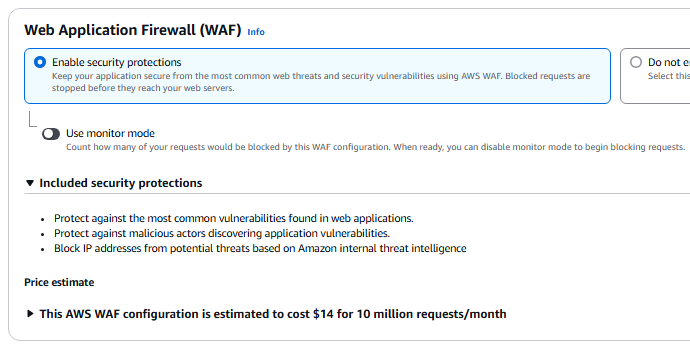 Web Application Firewall (WAF) Info
Enable security protections
Keep your application secure from the most common web threats and security vulnerabilities using AWS WAF. Blocked requests are
stopped before they reach your web servers.
Do not
Select this
Use monitor mode
Count how many of your requests would be blocked by this WAF configuration. When ready, you can disable monitor mode to begin blocking requests.
Included security protections
Protect against the most common vulnerabilities found in web applications.
Protect against malicious actors discovering application vulnerabilities.
Block IP addresses from potential threats based on Amazon internal threat intelligence
Price estimate
This AWS WAF configuration is estimated to cost $14 for 10 million requests/month